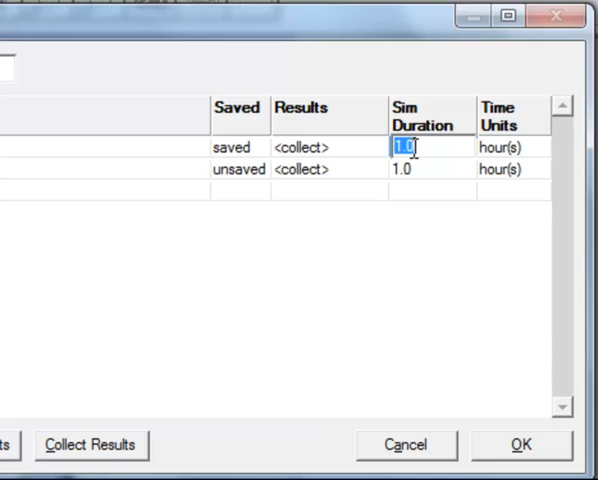 Saved Results Sim Duration Time Units
saved <collect> 1.0 hour(s)
unsaved <collect> 1.0 hour(s)
ts Collect Results Cancel OK